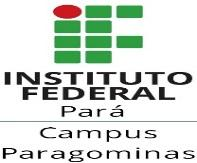 INSTITUTO
FEDERAL
Pará
Campus
Paragominas